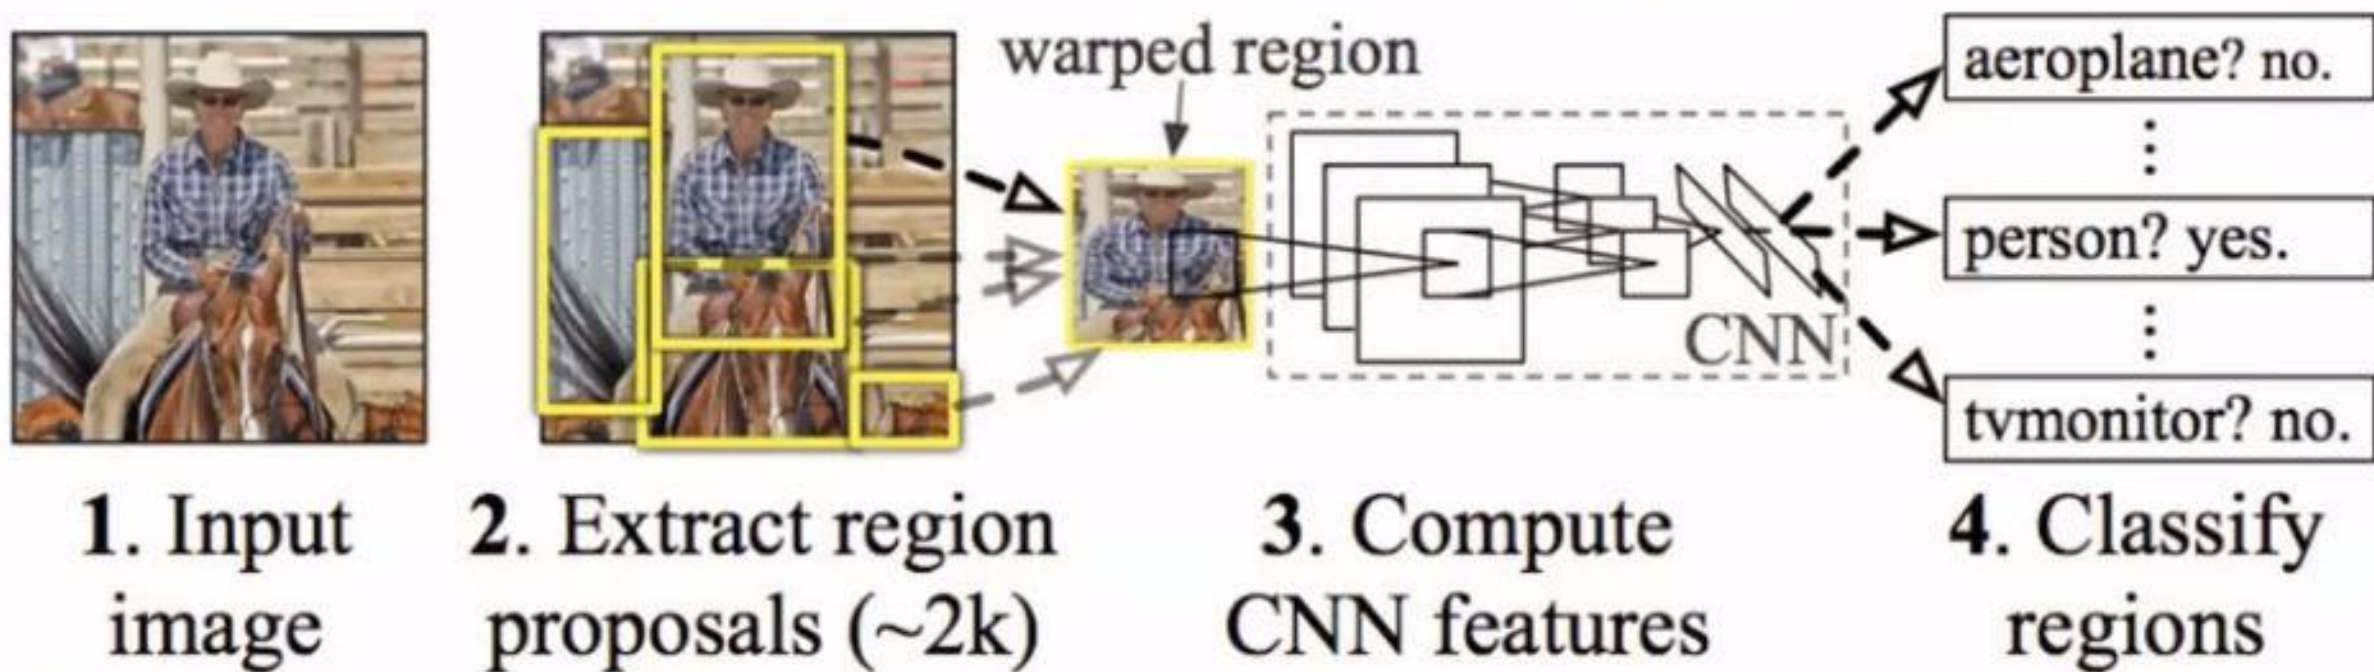 warped region
aeroplane? no.
person? yes.
CNN
tvmonitor? no.
1. Input
image
2. Extract region
proposals (~2k)
3. Compute
CNN features
4. Classify
regions